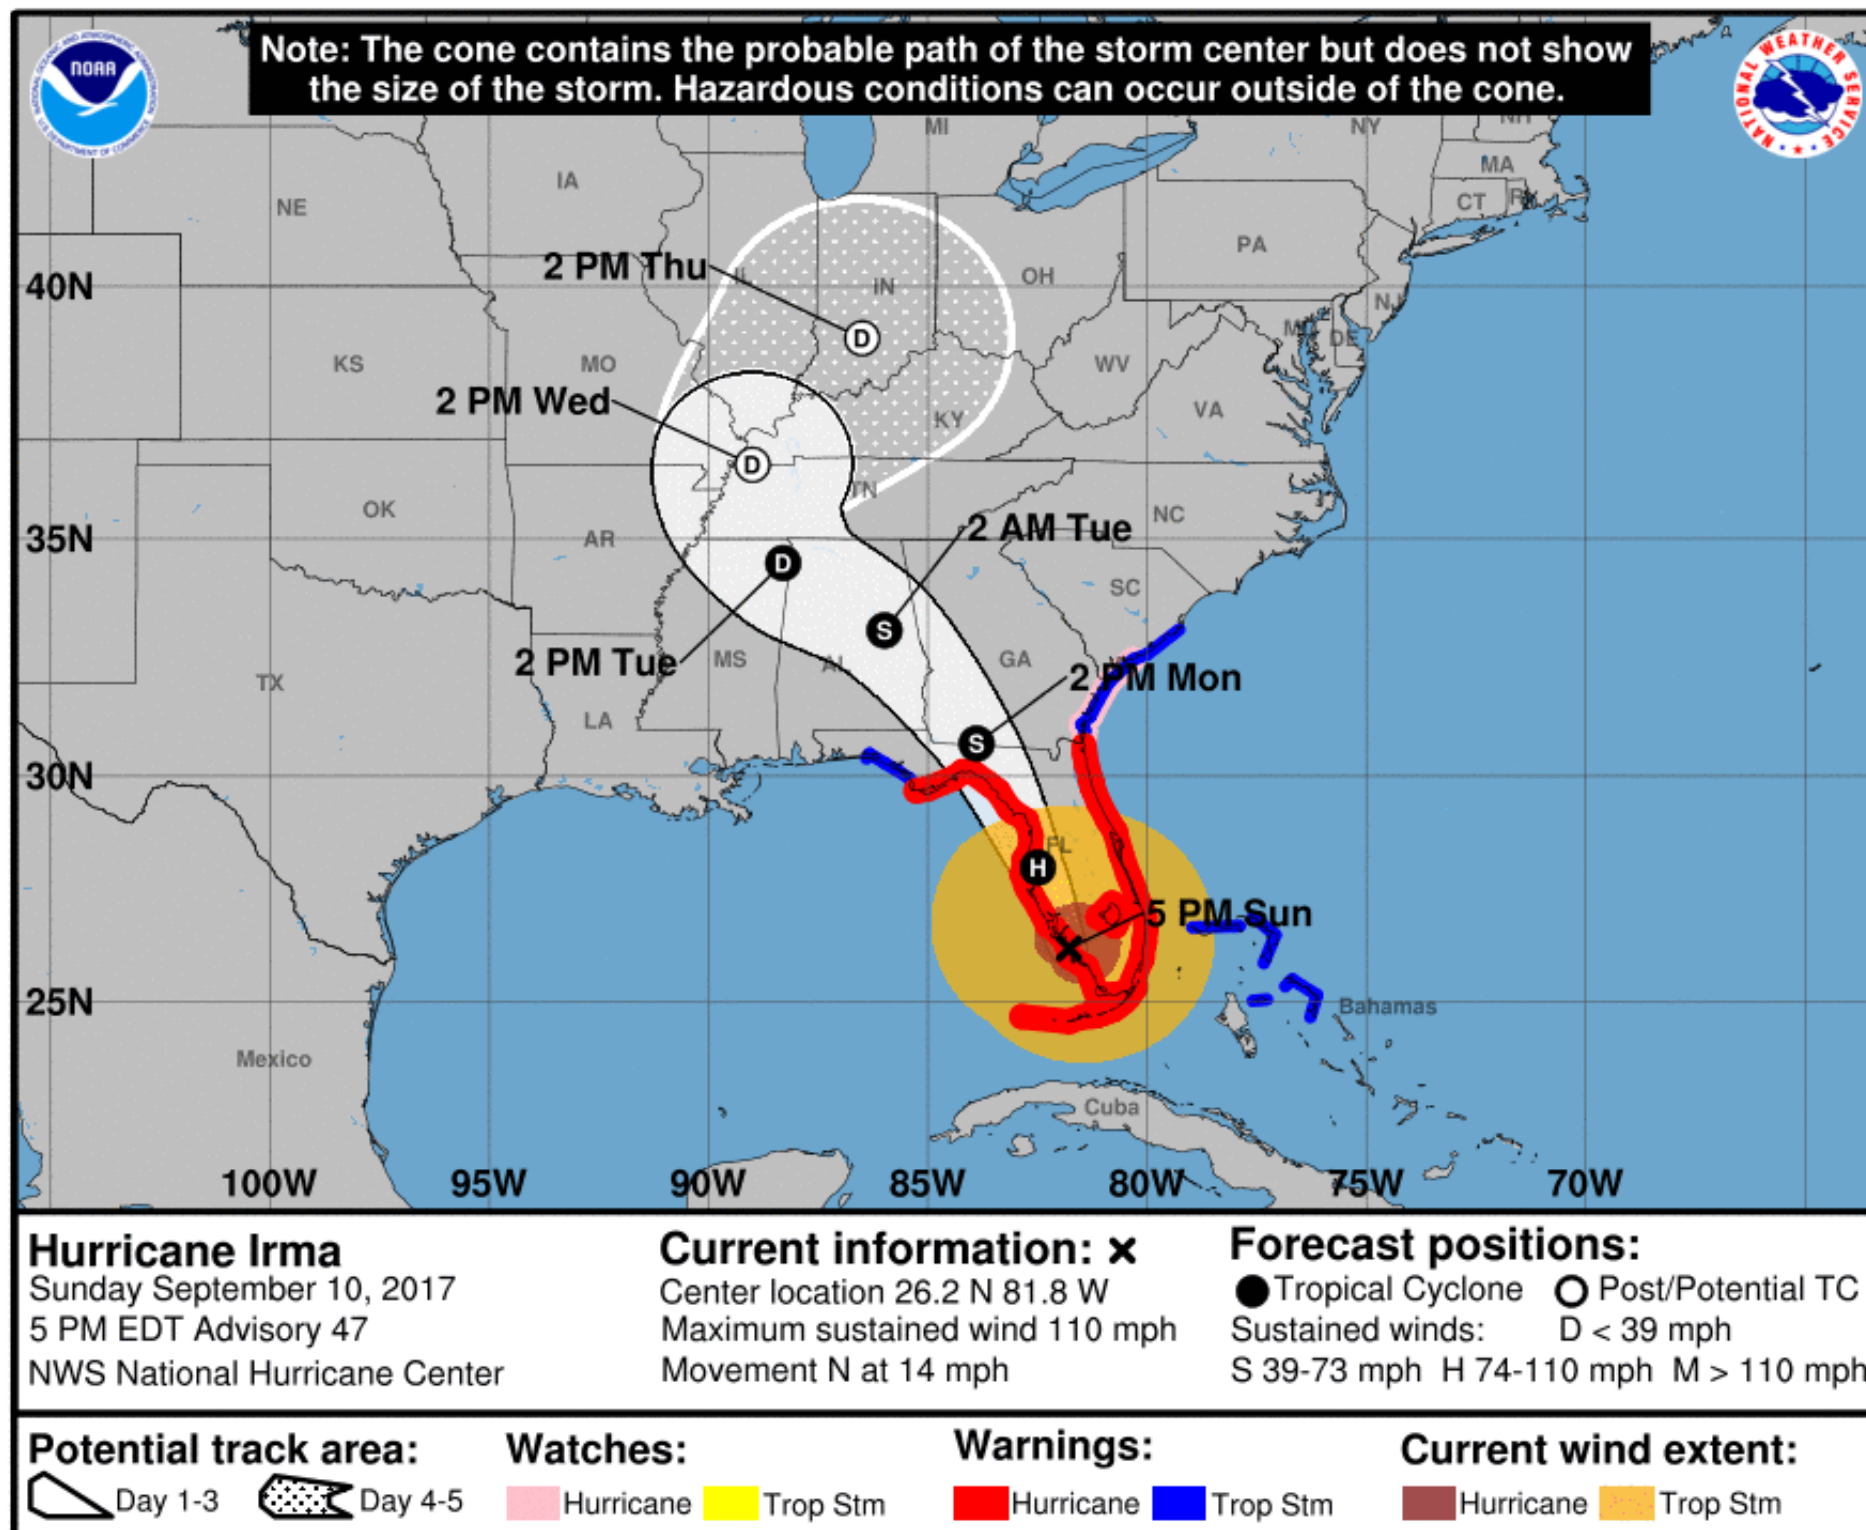 Note: The cone contains the probable path of the storm center but does not show
the size of the storm. Hazardous conditions can occur outside of the cone.
NOAA
NATIONAL WEATHER SERVICE
MI
NY
NH
MA
CT
IA
NE
PA
2 PM Thu
IN
OH
40N
NJ
DE
KS
MO
WV
2 PM Wed
KY
VA
TN
OK
NC
2 AM Tue
35N
AR
D
D
D
SC
S
2 PM Tue
MS
GA
2 PM Mon
TX
LA
S
30N
FL
H
5 PM Sun
25N
Bahamas
Mexico
Cuba
100W 95W 90W 85W 80W 75W 70W
Hurricane Irma
Sunday September 10, 2017
5 PM EDT Advisory 47
NWS National Hurricane Center
Current information: x
Center location 26.2 N 81.8 W
Maximum sustained wind 110 mph
Movement N at 14 mph
Forecast positions:
Tropical Cyclone Post/Potential TC
Sustained winds: D < 39 mph
S 39-73 mph H 74-110 mph M > 110 mph
Potential track area:
Day 1-3 Day 4-5
Watches:
Hurricane Trop Stm
Warnings:
Hurricane Trop Stm
Current wind extent:
Hurricane Trop Stm